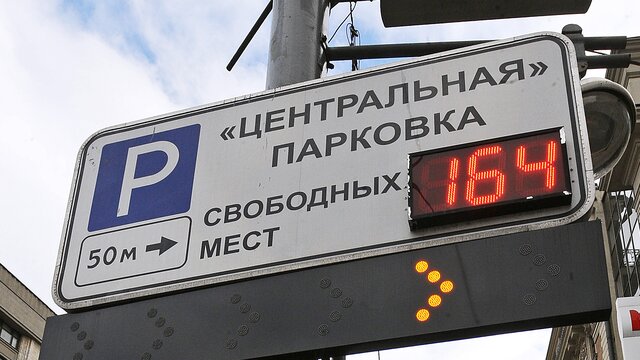 «ЦЕНТРАЛЬНАЯ»
ПАРКОВКА
P
СВОБОДНЫХ 164
50м
МЕСТ